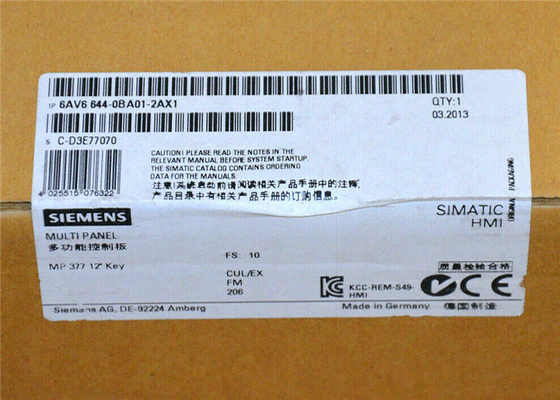 1P 6AV6 644-0BA01-2AX1
QTY:1
03.2013
S C-D3E77070
CAUTION! PLEASE READ THE NOTES IN THE
RELEVANT MANUAL BEFORE SYSTEM STARTUP.
THE SIMATIC CATALOG CONTAINS ORDERING
DATA FOR THE MANUALS.
注意!系统启动前请阅读相关产品手册中的注释,
产品目录中有相关手册的订购信息。
4 025515 076322
ORIGINAL PACKAGING
SIEMENS
SIMATIC
HMI
MULTI PANEL
多功能控制板
MP 377 12" Key
FS: 10
CUL/EX
FM
206
质量检验合格
KCC-REM-S49-
HMI
CE
Siemens AG, DE-92224 Amberg
Made in Germany
德国制造